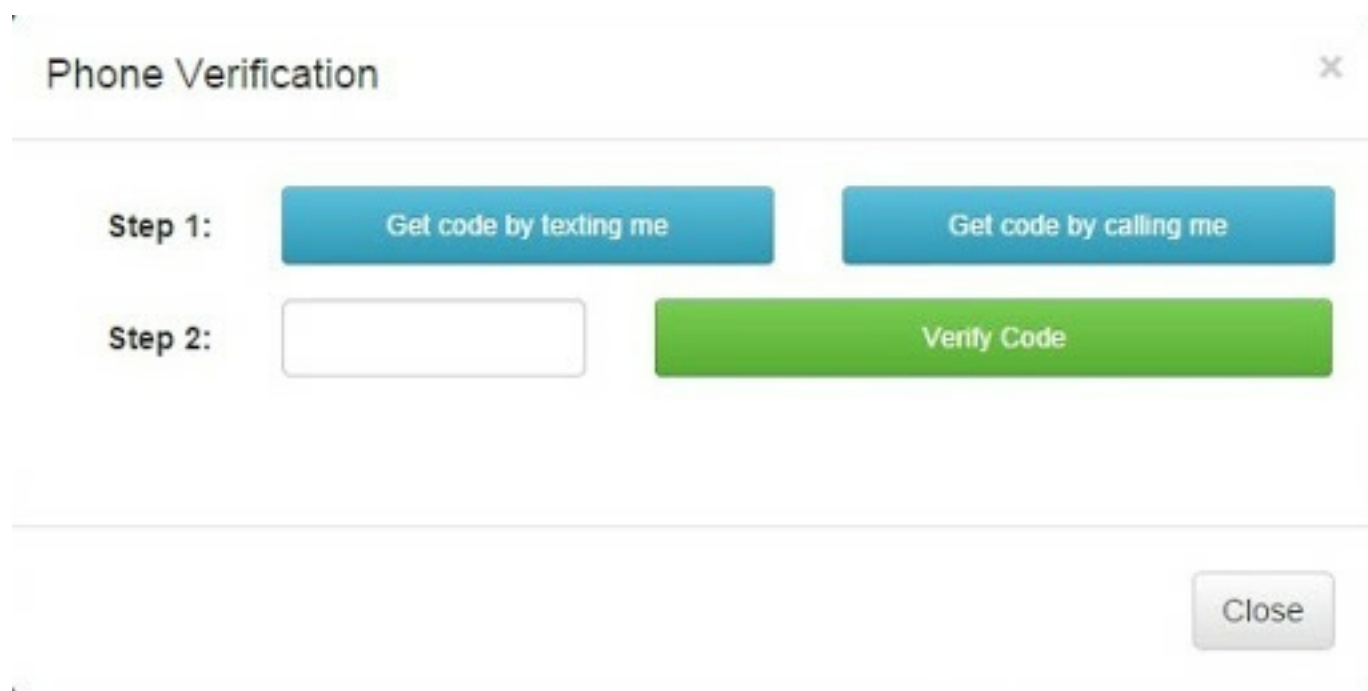 Phone Verification ×
Step 1: Get code by texting me Get code by calling me
Step 2: Verify Code
Close